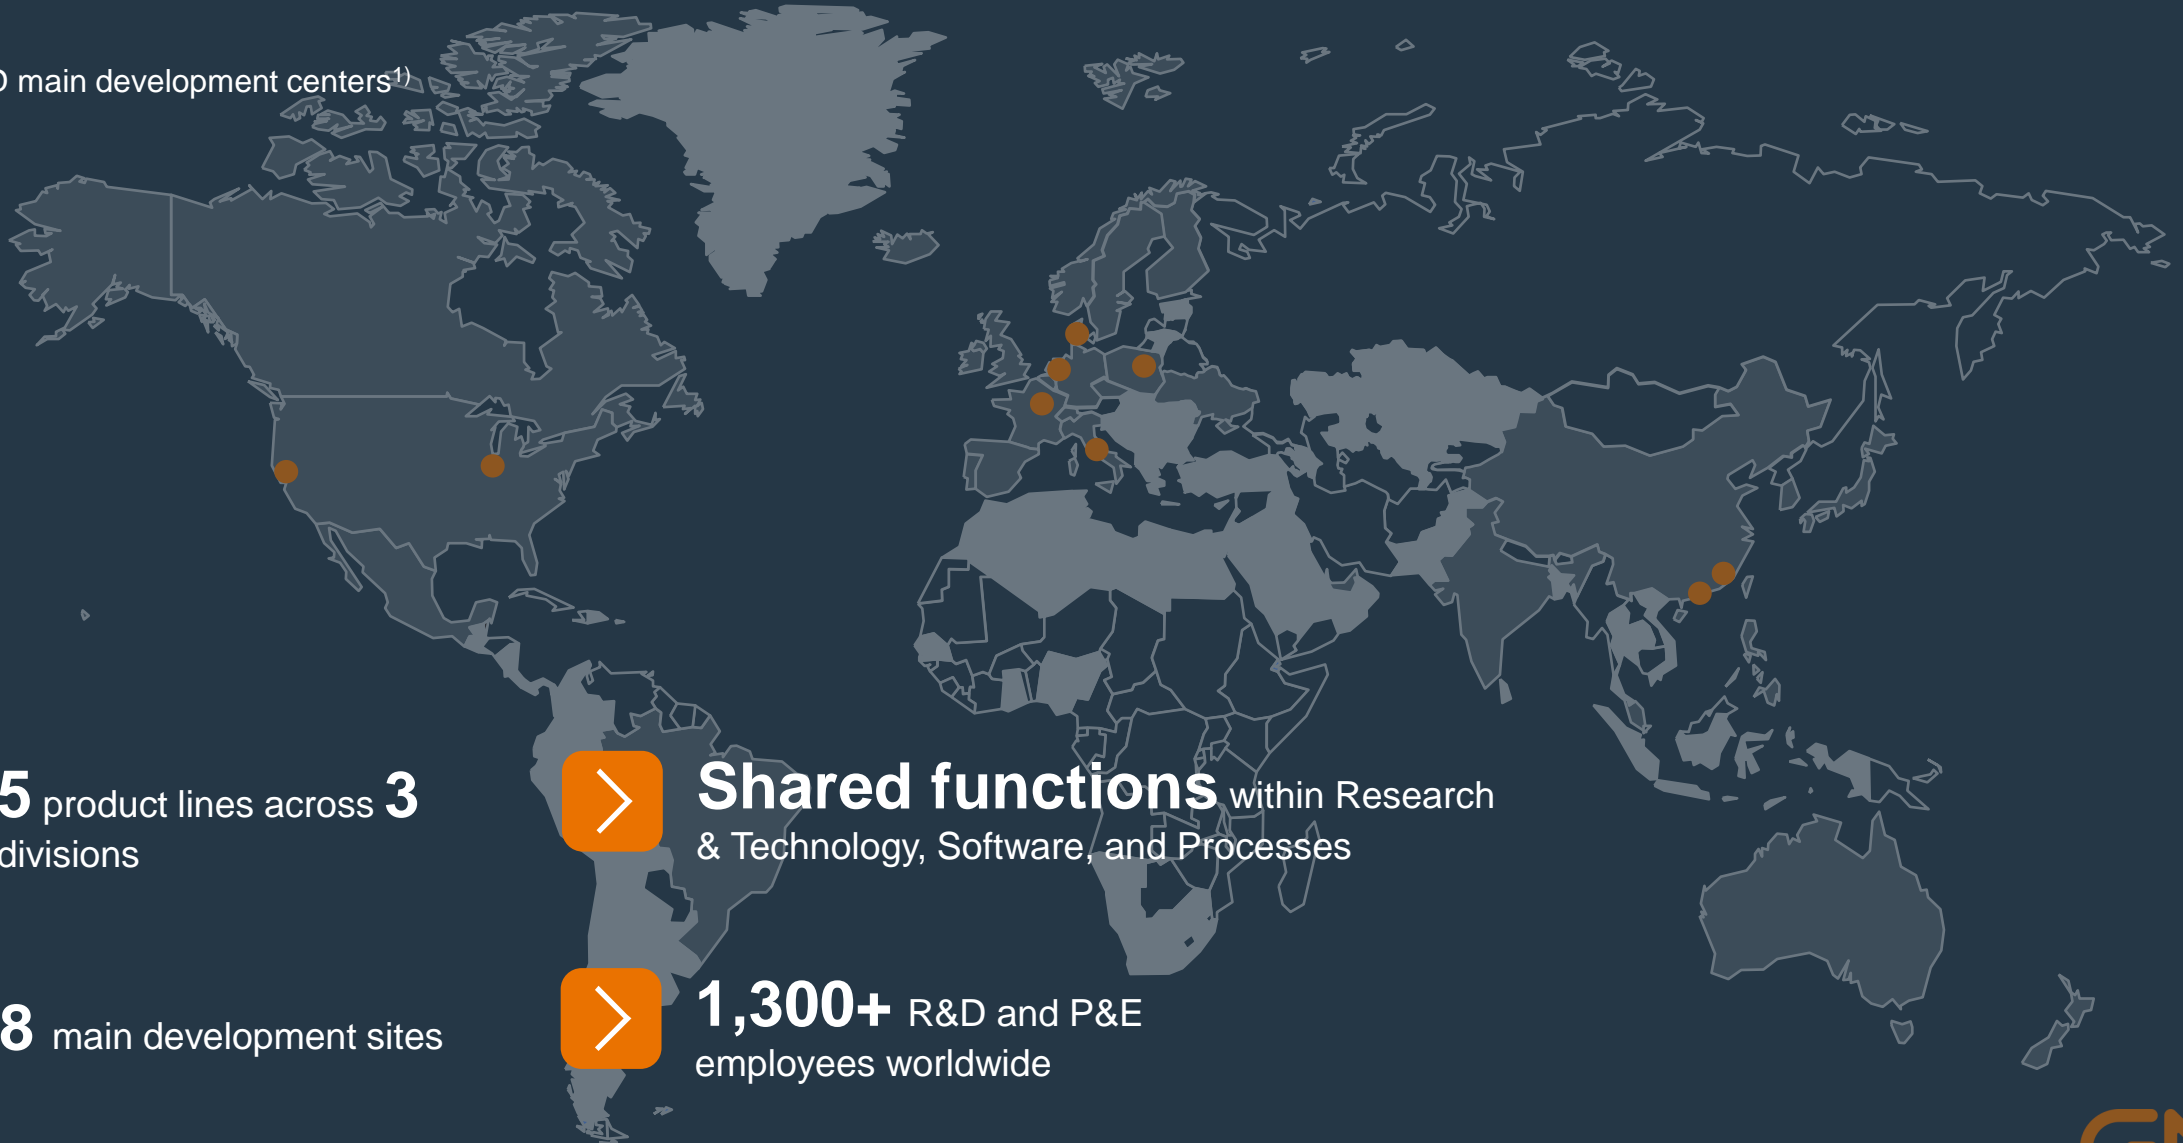 main development centers1)
5 product lines across 3
divisions
Shared functions within Research
& Technology, Software, and Processes
8 main development sites
1,300+ R&D and P&E
employees worldwide